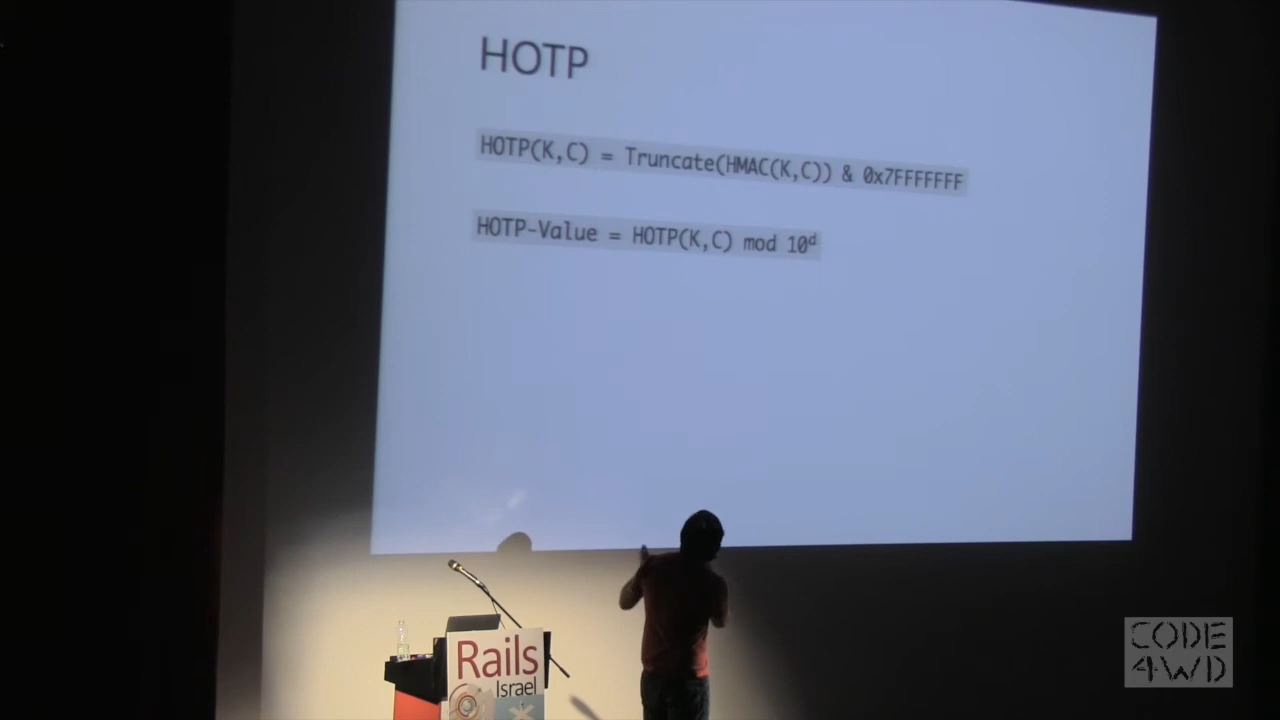 HOTP
HOTP(K,C) = Truncate(HMAC(K,C)) & 0x7FFFFFFF
HOTP-Value = HOTP(K,C) mod 10ᵈ
Rails
Israel
CODE
4WD